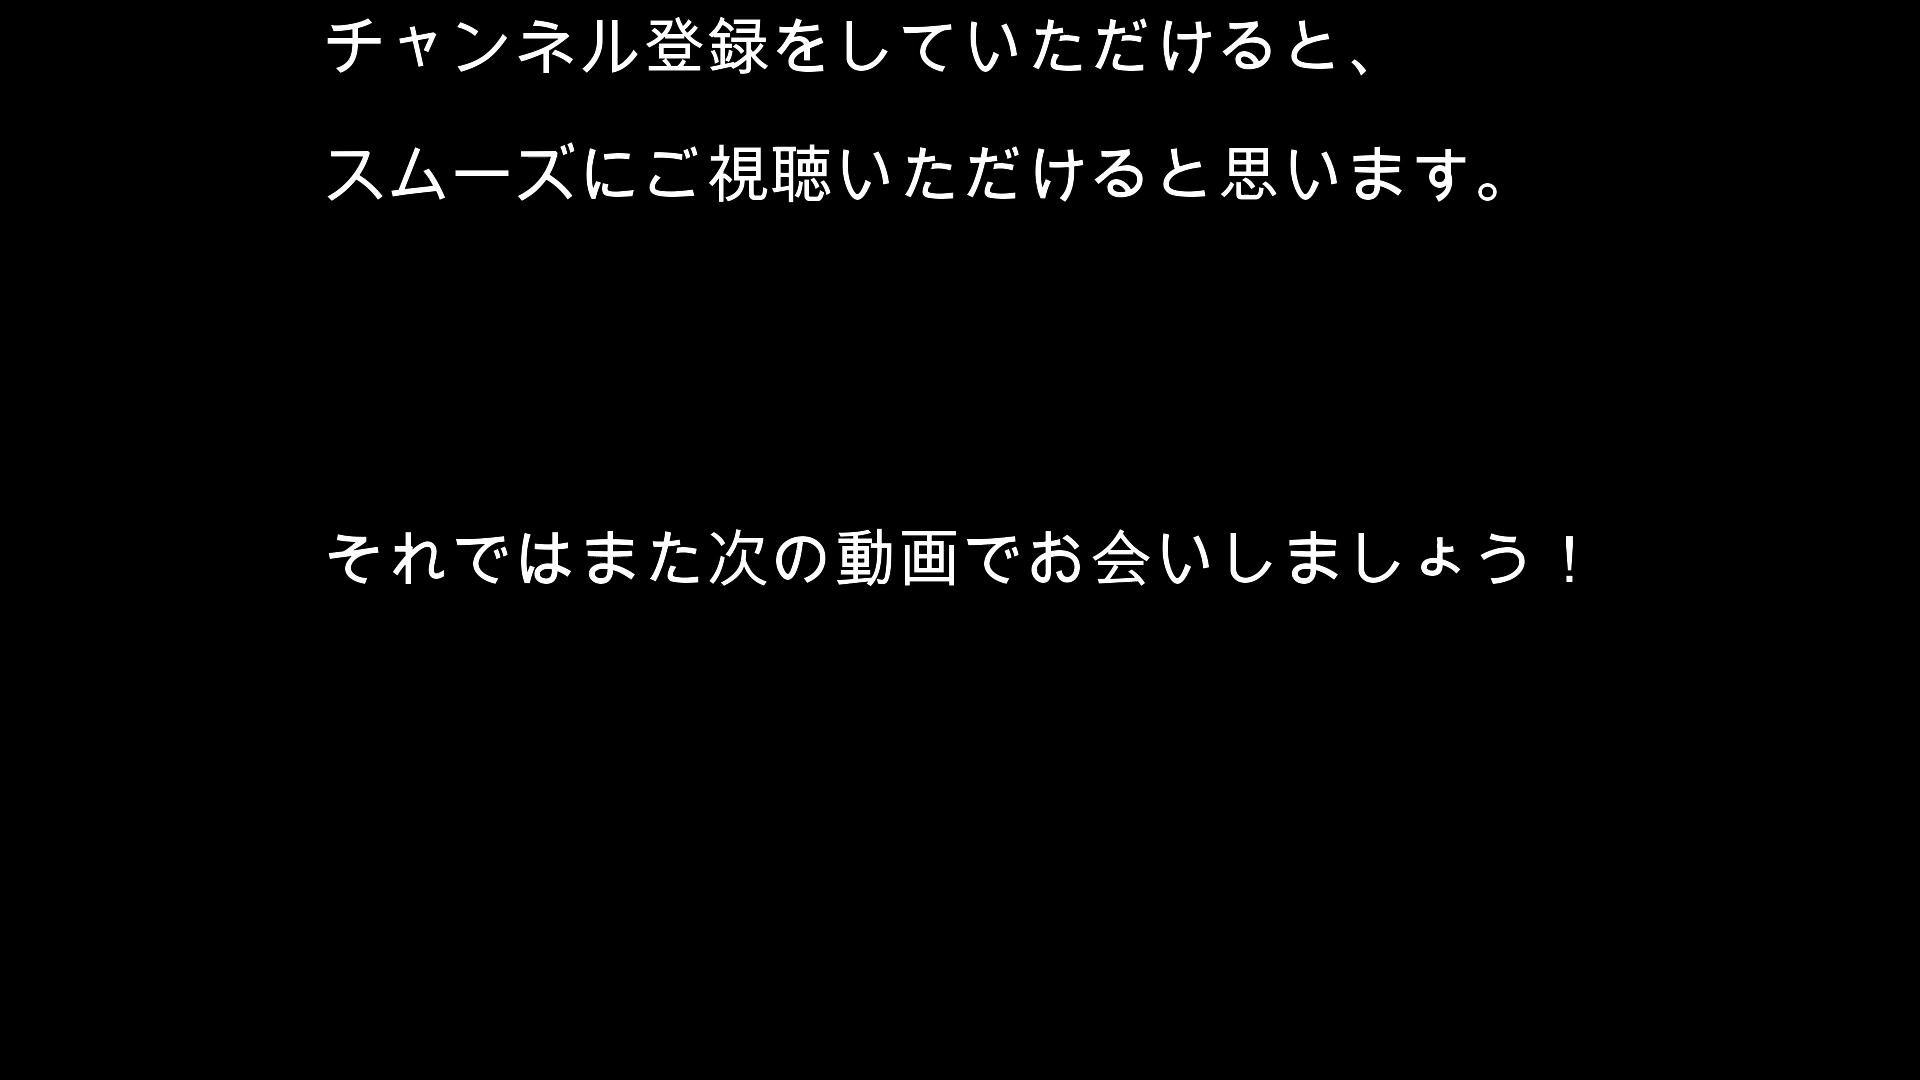 チャンネル登録をしていただけると、
スムーズにご視聴いただけると思います。
それではまた次の動画でお会いしましょう！